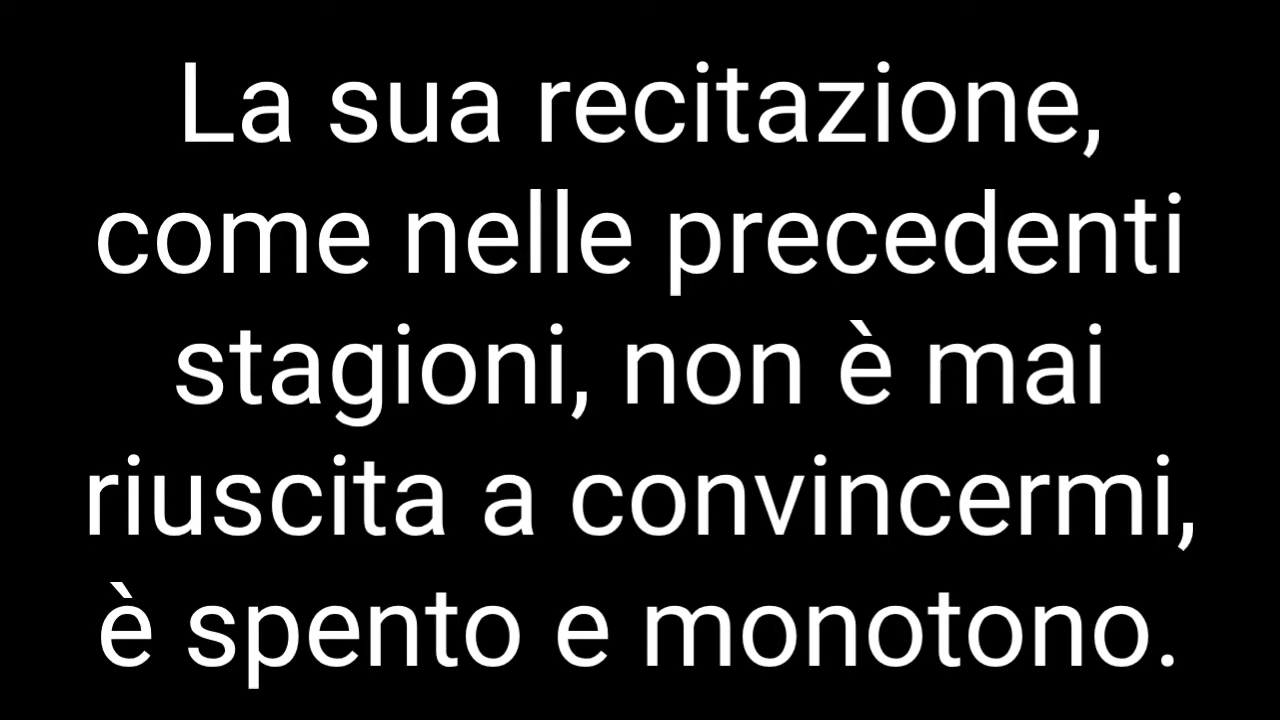 La sua recitazione,
come nelle precedenti
stagioni, non è mai
riuscita a convincermi,
è spento e monotono.